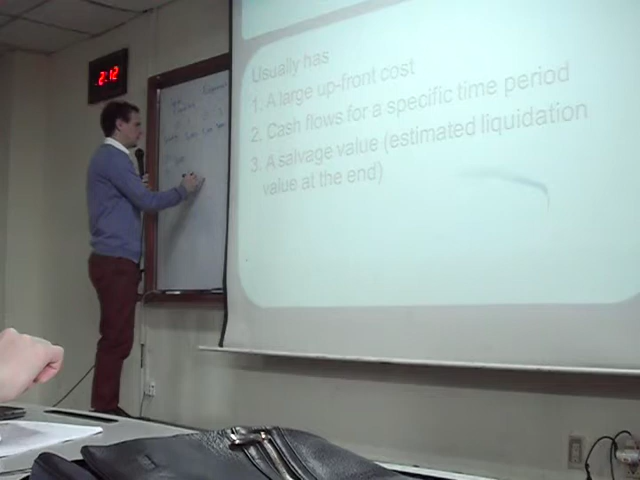 2:12
Usually has
1. A large up-front cost
2. Cash flows for a specific time period
3. A salvage value (estimated liquidation
value at the end)